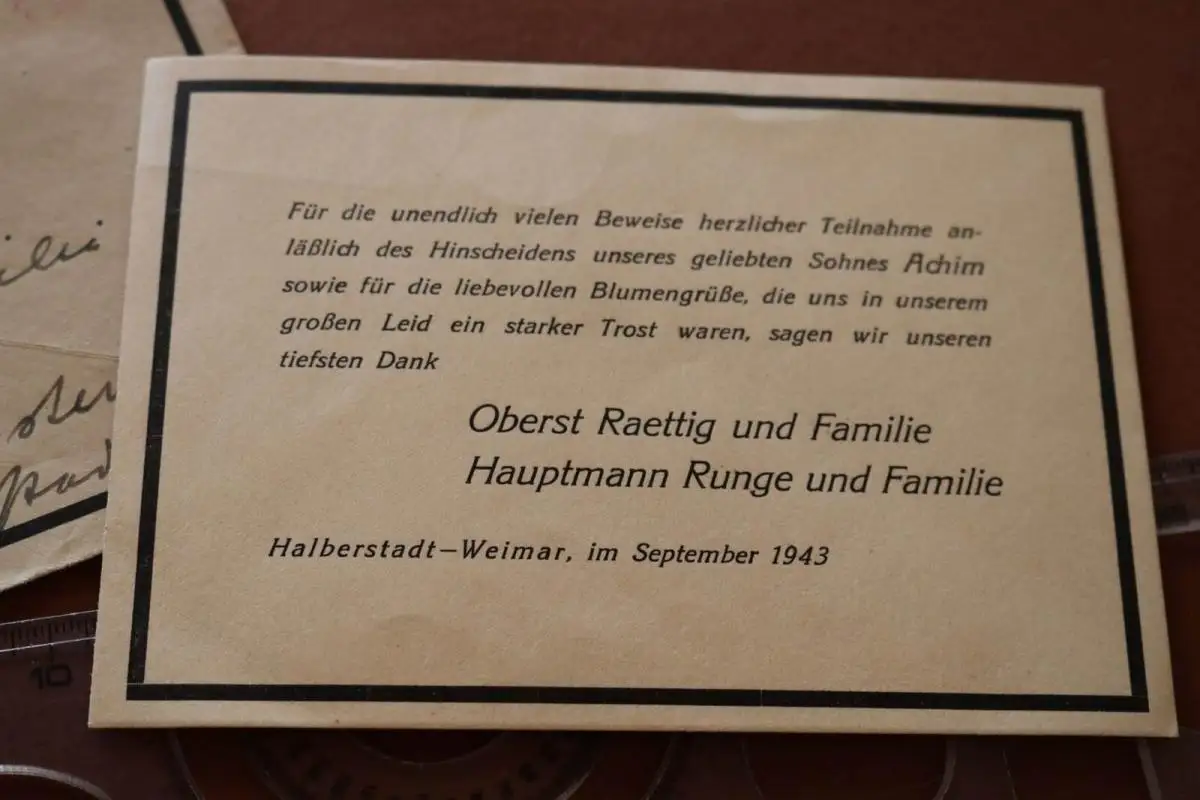 Für die unendlich vielen Beweise herzlicher Teilnahme an-
läßlich des Hinscheidens unseres geliebten Sohnes Achim
sowie für die liebevollen Blumengrüße, die uns in unserem
großen Leid ein starker Trost waren, sagen wir unseren
tiefsten Dank
Oberst Raettig und Familie
Hauptmann Runge und Familie
Halberstadt–Weimar, im September 1943
10